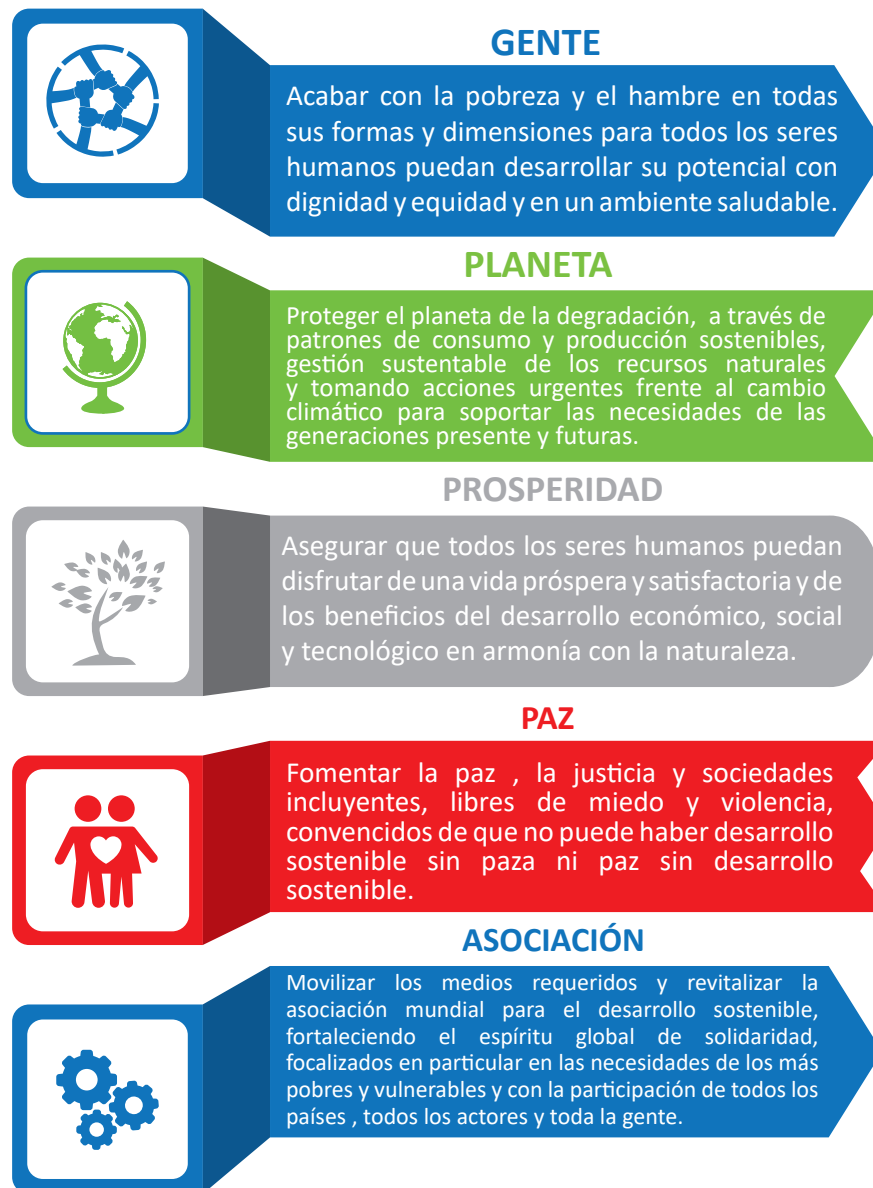 GENTE
Acabar con la pobreza y el hambre en todas
sus formas y dimensiones para todos los seres
humanos puedan desarrollar su potencial con
dignidad y equidad y en un ambiente saludable.
PLANETA
Proteger el planeta de la degradación, a través de
patrones de consumo y producción sostenibles,
gestión sustentable de los recursos naturales
y tomando acciones urgentes frente al cambio
climático para soportar las necesidades de las
generaciones presente y futuras.
PROSPERIDAD
Asegurar que todos los seres humanos puedan
disfrutar de una vida próspera y satisfactoria y de
los beneficios del desarrollo económico, social
y tecnológico en armonía con la naturaleza.
PAZ
Fomentar la paz , la justicia y sociedades
incluyentes, libres de miedo y violencia,
convencidos de que no puede haber desarrollo
sostenible sin paza ni paz sin desarrollo
sostenible.
ASOCIACIÓN
Movilizar los medios requeridos y revitalizar la
asociación mundial para el desarrollo sostenible,
fortaleciendo el espíritu global de solidaridad,
focalizados en particular en las necesidades de los más
pobres y vulnerables y con la participación de todos los
países , todos los actores y toda la gente.